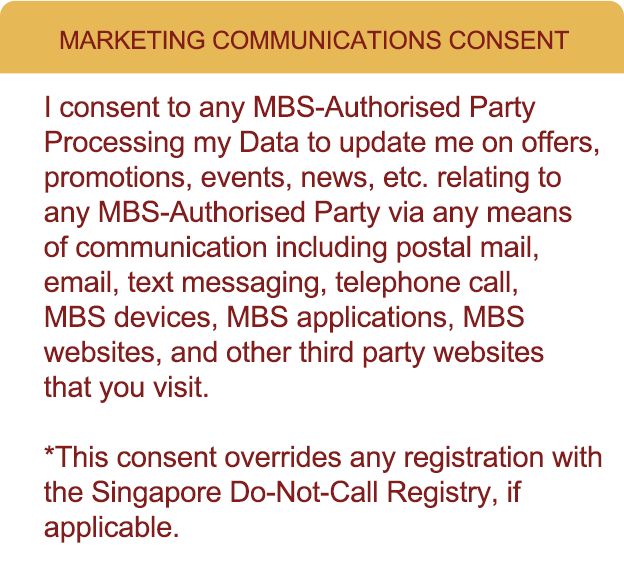 MARKETING COMMUNICATIONS CONSENT
I consent to any MBS-Authorised Party
Processing my Data to update me on offers,
promotions, events, news, etc. relating to
any MBS-Authorised Party via any means
of communication including postal mail,
email, text messaging, telephone call,
MBS devices, MBS applications, MBS
websites, and other third party websites
that you visit.
*This consent overrides any registration with
the Singapore Do-Not-Call Registry, if
applicable.